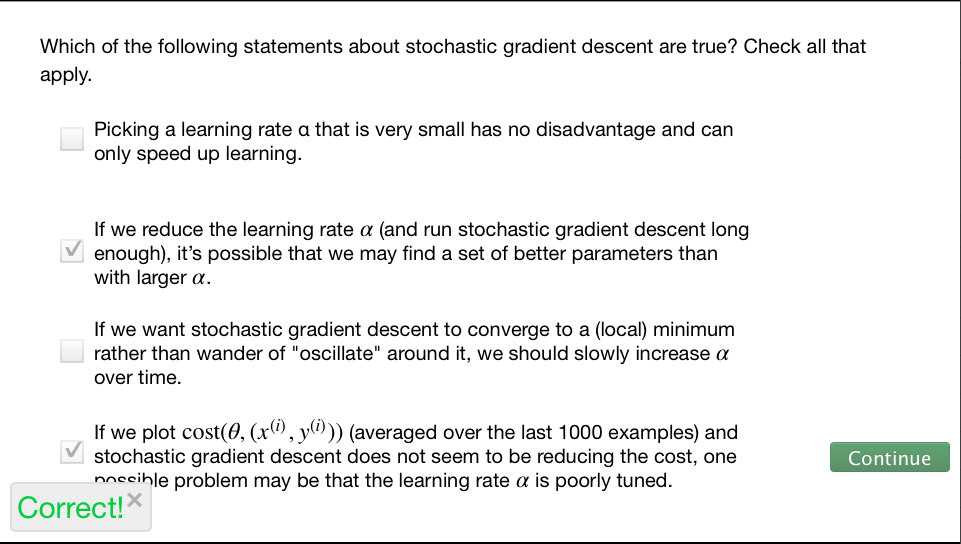 Which of the following statements about stochastic gradient descent are true? Check all that
apply.
Picking a learning rate α that is very small has no disadvantage and can
only speed up learning.
If we reduce the learning rate α (and run stochastic gradient descent long
enough), it's possible that we may find a set of better parameters than
with larger α.
If we want stochastic gradient descent to converge to a (local) minimum
rather than wander of "oscillate" around it, we should slowly increase α
over time.
If we plot cost(θ, (x^(i), y^(i))) (averaged over the last 1000 examples) and
stochastic gradient descent does not seem to be reducing the cost, one
possible problem may be that the learning rate α is poorly tuned.
Continue
Correct!